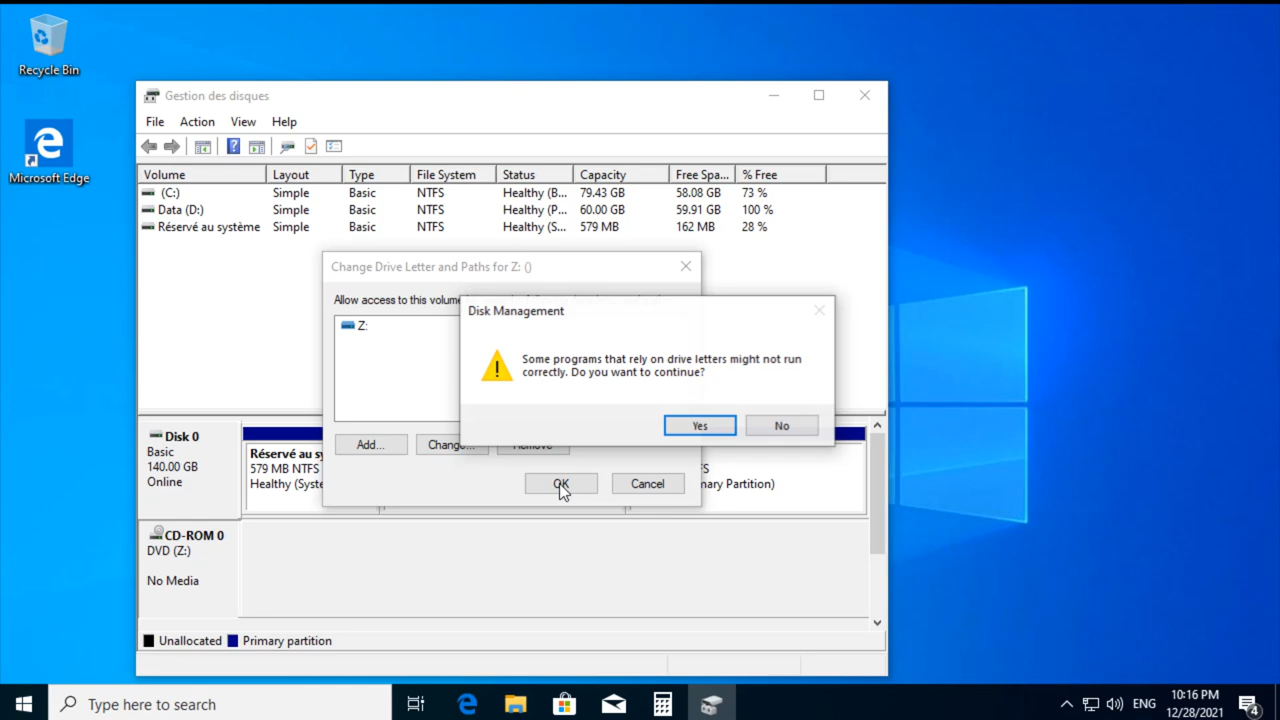 Recycle Bin
Microsoft Edge
Gestion des disques
File Action View Help
Volume Layout Type File System Status Capacity Free Spa... % Free
(C:) Simple Basic NTFS Healthy (B... 79.43 GB 58.08 GB 73 %
Data (D:) Simple Basic NTFS Healthy (P... 60.00 GB 59.91 GB 100 %
Réservé au système Simple Basic NTFS Healthy (S... 579 MB 162 MB 28 %
Change Drive Letter and Paths for Z: ()
Allow access to this volume
Z:
Disk Management
Some programs that rely on drive letters might not run
correctly. Do you want to continue?
Yes No
Add... Change... Remove
OK Cancel
Disk 0
Basic
140.00 GB
Online
Réservé au sy
579 MB NTFS
Healthy (Syste
FS
mary Partition)
CD-ROM 0
DVD (Z:)
No Media
Unallocated Primary partition
Type here to search
ENG
10:16 PM
12/28/2021
4